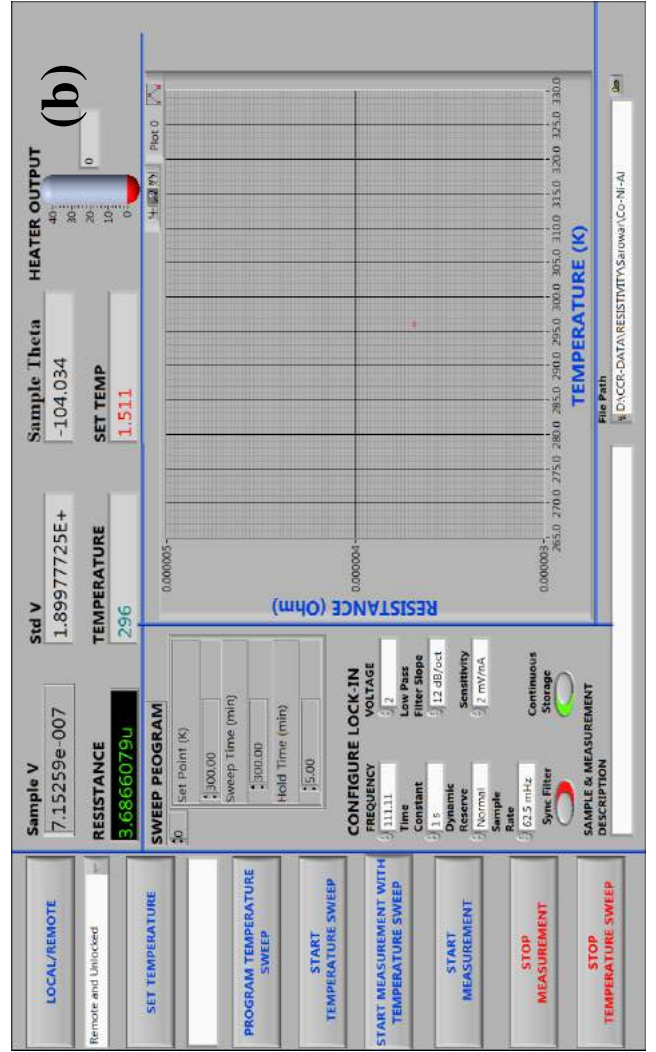 (b)
LOCAL/REMOTE
Remote and Unlocked
SET TEMPERATURE
PROGRAM TEMPERATURE
SWEEP
START
TEMPERATURE SWEEP
START MEASUREMENT WITH
TEMPERATURE SWEEP
START
MEASUREMENT
STOP
MEASUREMENT
STOP
TEMPERATURE SWEEP
Sample V
7.15259e-007
Std V
1.89977725E+
Sample Theta
-104.034
HEATER OUTPUT
40
30
20
10
0
0
RESISTANCE
3.6866079u
TEMPERATURE
296
SET TEMP
1.511
SWEEP PEOGRAM
0
Set Point (K)
300.00
Sweep Time (min)
300.00
Hold Time (min)
5.00
CONFIGURE LOCK-IN
FREQUENCY
111.11
VOLTAGE
2
Time
Constant
1 s
Low Pass
Filter Slope
12 dB/oct
Dynamic
Reserve
Normal
Sensitivity
2 mV/nA
Sample
Rate
62.5 mHz
Sync Filter
Continuous
Storage
Plot 0
RESISTANCE (Ohm)
0.000005
0.000004
0.000003
265.0 270.0 275.0 280.0 285.0 290.0 295.0 300.0 305.0 310.0 315.0 320.0 325.0 330.0
TEMPERATURE (K)
SAMPLE & MEASUREMENT
DESCRIPTION
File Path
D:\CCR-DATA\RESISTIVITY\Sarowar\Co-Ni-Al